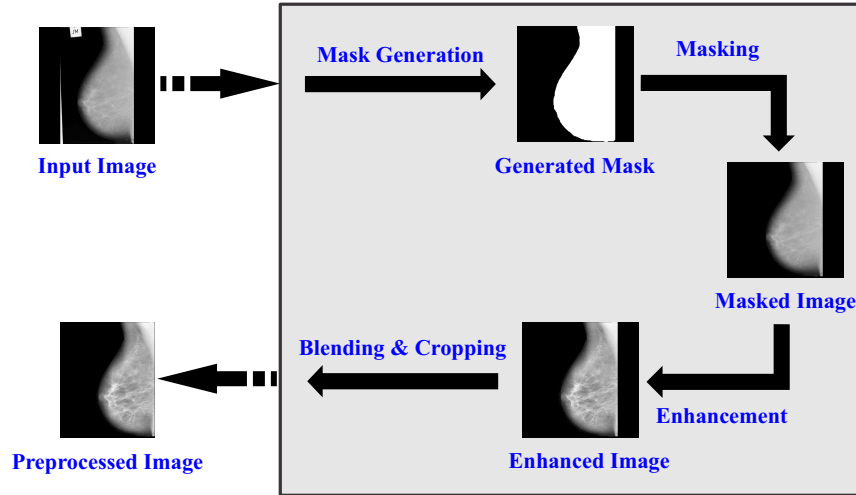 Mask Generation
Masking
Input Image
Generated Mask
Masked Image
Blending & Cropping
Enhancement
Preprocessed Image
Enhanced Image